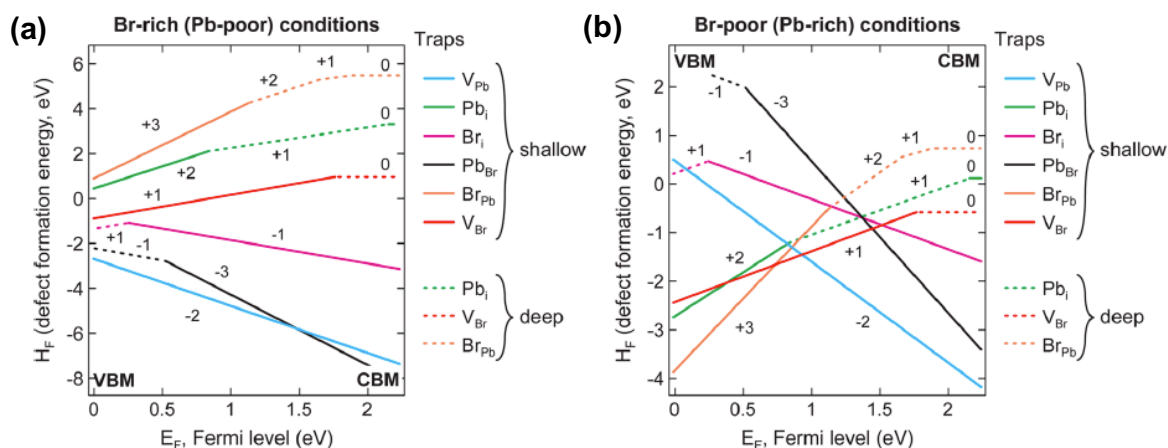 (a)
Br-rich (Pb-poor) conditions
H_F (defect formation energy, eV)
6
4
2
0
-2
-4
-6
-8
+3
+2
+1
0
+2
+1
0
+1
0
+1
-1
-1
-3
-2
VBM
CBM
0
0.5
1
1.5
2
E_F, Fermi level (eV)
Traps
V_Pb
Pb_i
Br_i
Pb_Br
Br_Pb
V_Br
shallow
Pb_i
V_Br
Br_Pb
deep
(b)
Br-poor (Pb-rich) conditions
H_F (defect formation energy, eV)
2
1
0
-1
-2
-3
-4
VBM
CBM
-1
-3
+1
-1
+2
+1
0
+1
0
0
+2
+1
+3
-2
0
0.5
1
1.5
2
E_F, Fermi level (eV)
Traps
V_Pb
Pb_i
Br_i
Pb_Br
Br_Pb
V_Br
shallow
Pb_i
V_Br
Br_Pb
deep